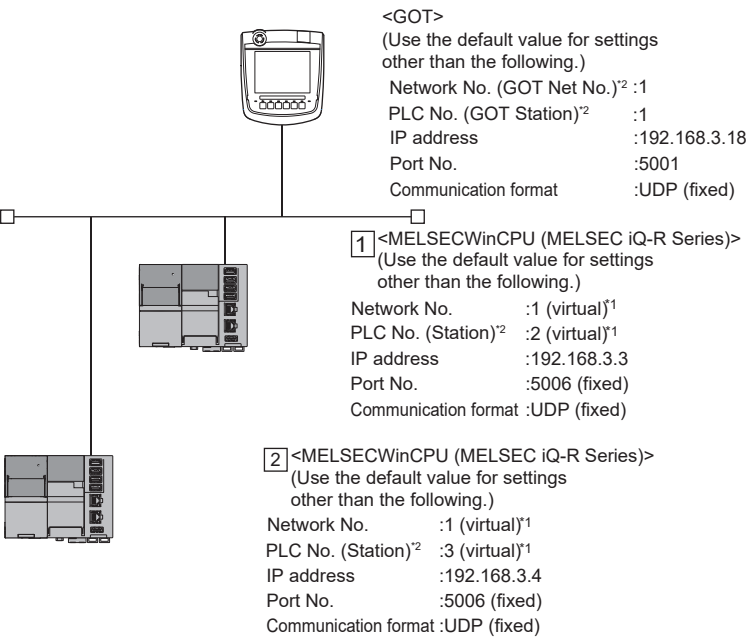 <GOT>
(Use the default value for settings
other than the following.)
Network No. (GOT Net No.)*2 :1
PLC No. (GOT Station)*2 :1
IP address :192.168.3.18
Port No. :5001
Communication format :UDP (fixed)
1 <MELSECWinCPU (MELSEC iQ-R Series)>
(Use the default value for settings
other than the following.)
Network No. :1 (virtual)*1
PLC No. (Station)*2 :2 (virtual)*1
IP address :192.168.3.3
Port No. :5006 (fixed)
Communication format :UDP (fixed)
2 <MELSECWinCPU (MELSEC iQ-R Series)>
(Use the default value for settings
other than the following.)
Network No. :1 (virtual)*1
PLC No. (Station)*2 :3 (virtual)*1
IP address :192.168.3.4
Port No. :5006 (fixed)
Communication format :UDP (fixed)